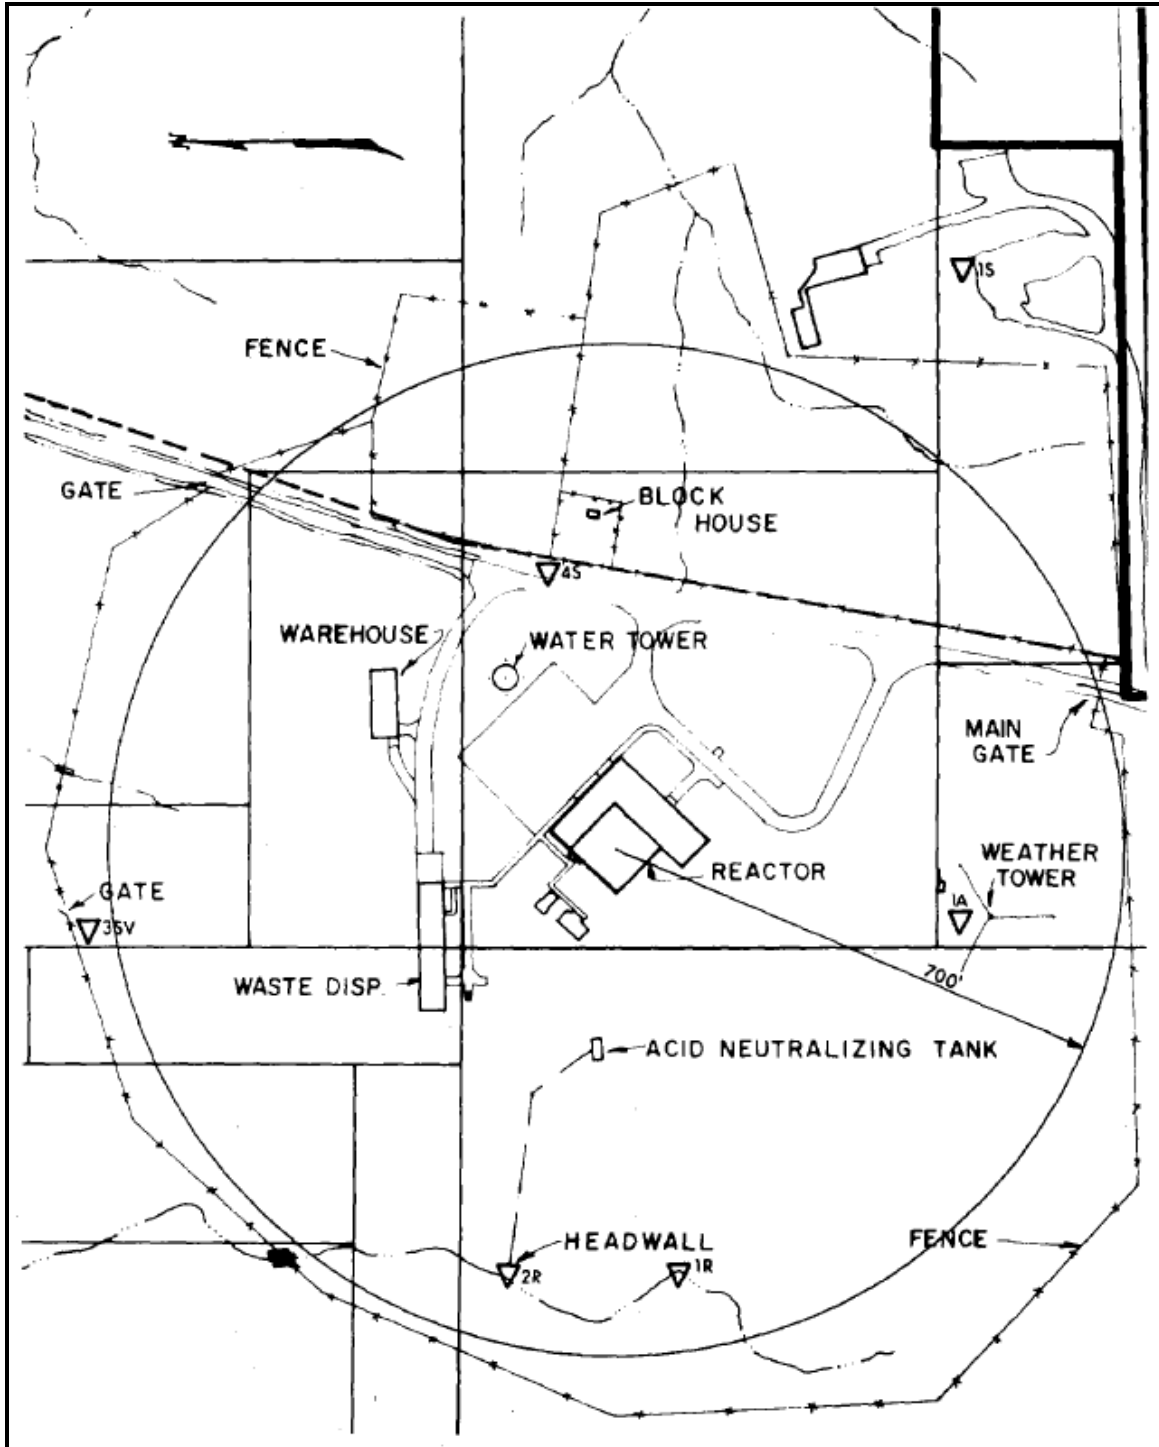 N
1S
FENCE
GATE
BLOCK
HOUSE
4S
WAREHOUSE
WATER TOWER
MAIN
GATE
WEATHER
TOWER
REACTOR
GATE
1A
3SV
700'
WASTE DISP.
ACID NEUTRALIZING TANK
HEADWALL
FENCE
2R
1R